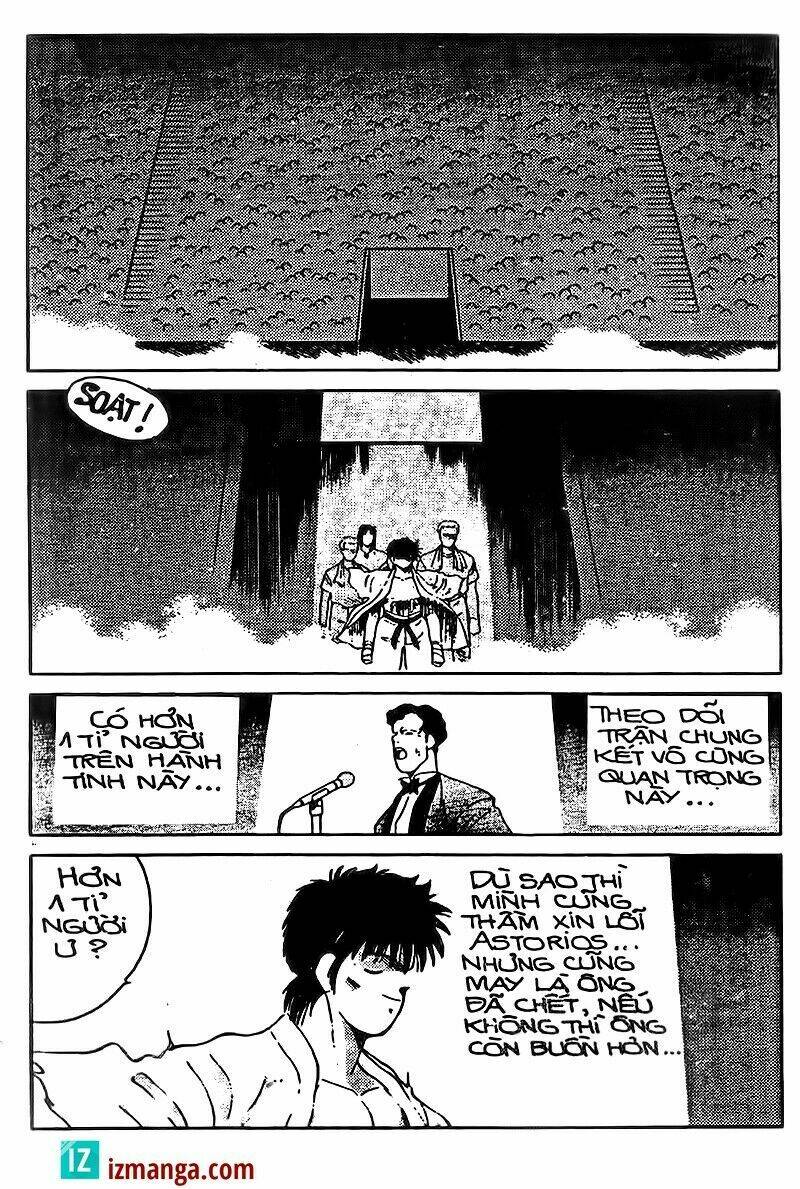 SOẠT!
CÓ HƠN
1 TỈ NGƯỜI
TRÊN HÀNH
TINH NÀY...
THEO DÕI
TRẬN CHUNG
KẾT VÔ CÙNG
QUAN TRỌNG
NÀY...
HƠN
1 TỈ
NGƯỜI
Ư?
DÙ SAO THÌ
MÌNH CŨNG
THẦM XIN LỖI
ASTORIOS...
NHƯNG CŨNG
MAY LÀ ÔNG
ĐÃ CHẾT, NẾU
KHÔNG THÌ ÔNG
CÒN BUỒN HƠN...
IZ izmanga.com